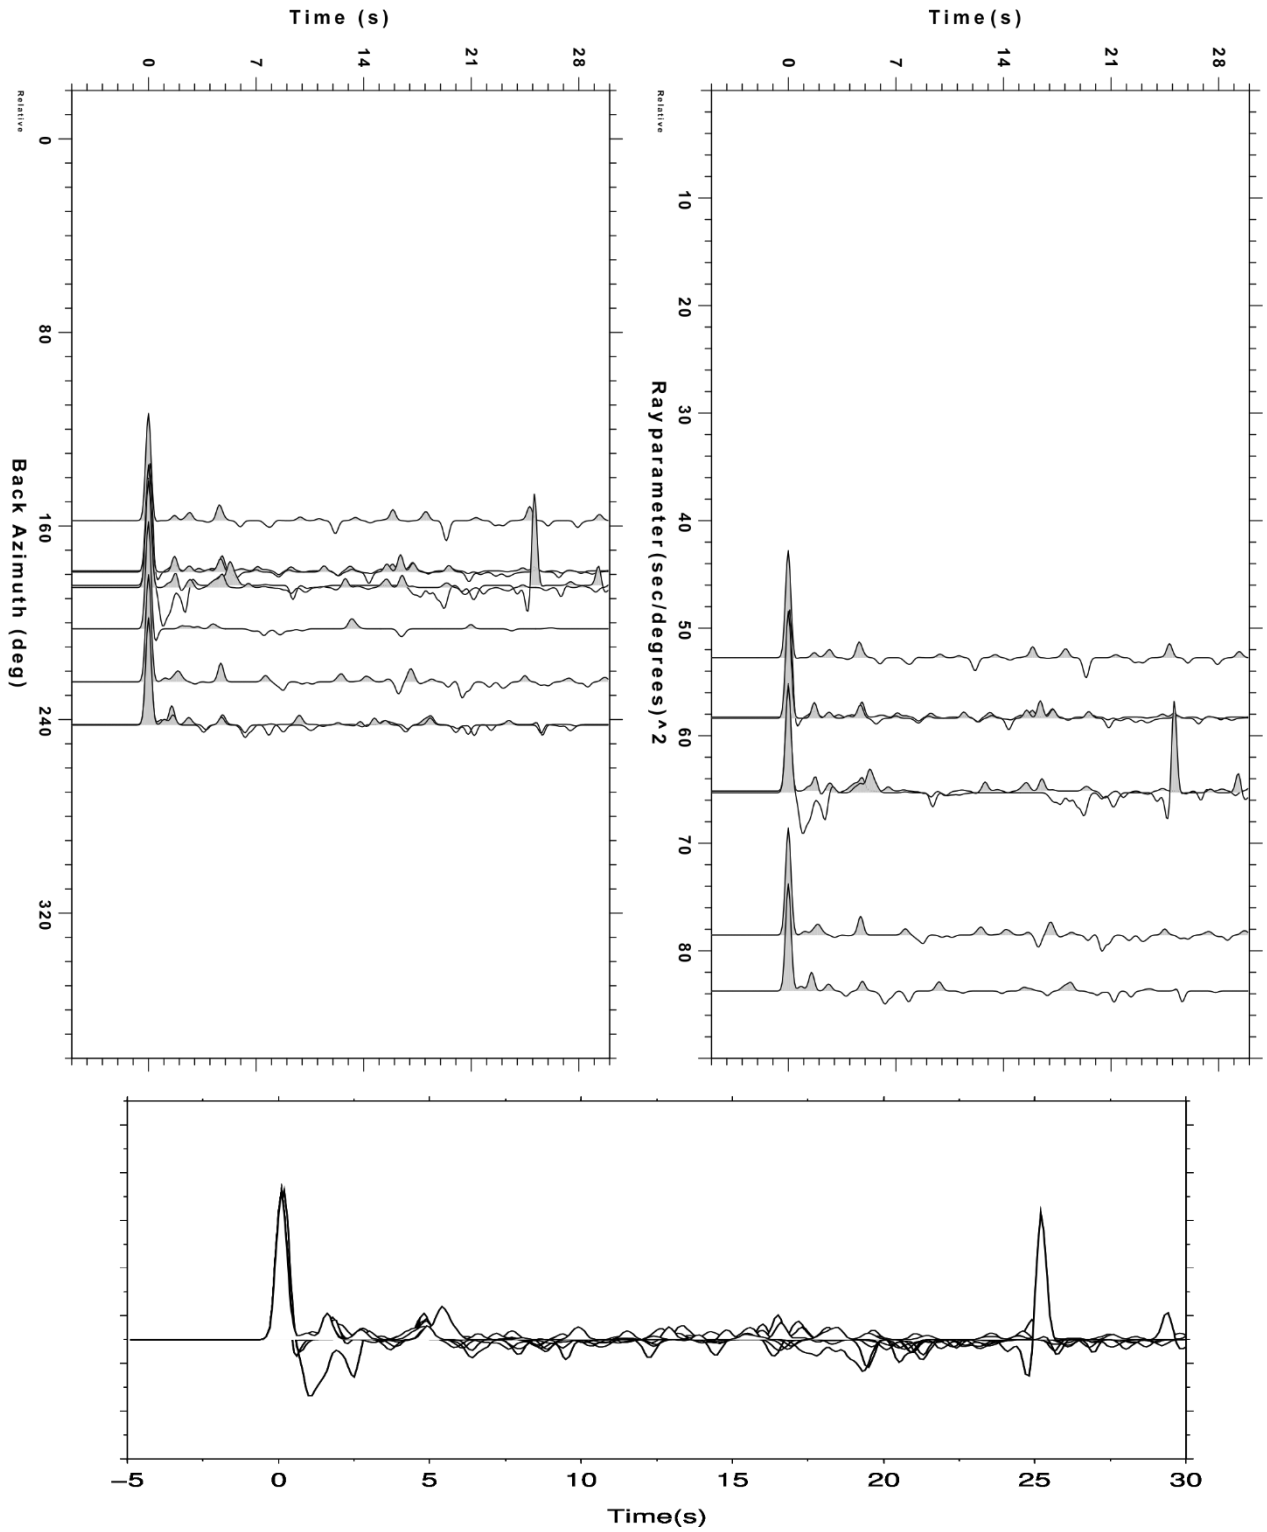 Time (s)
0 7 14 21 28
Relative
0
80
160
240
320
Back Azimuth (deg)
Time(s)
0 7 14 21 28
Relative
10
20
30
40
50
60
70
80
Rayparameter(sec/degrees)^2
−5 0 5 10 15 20 25 30
Time(s)